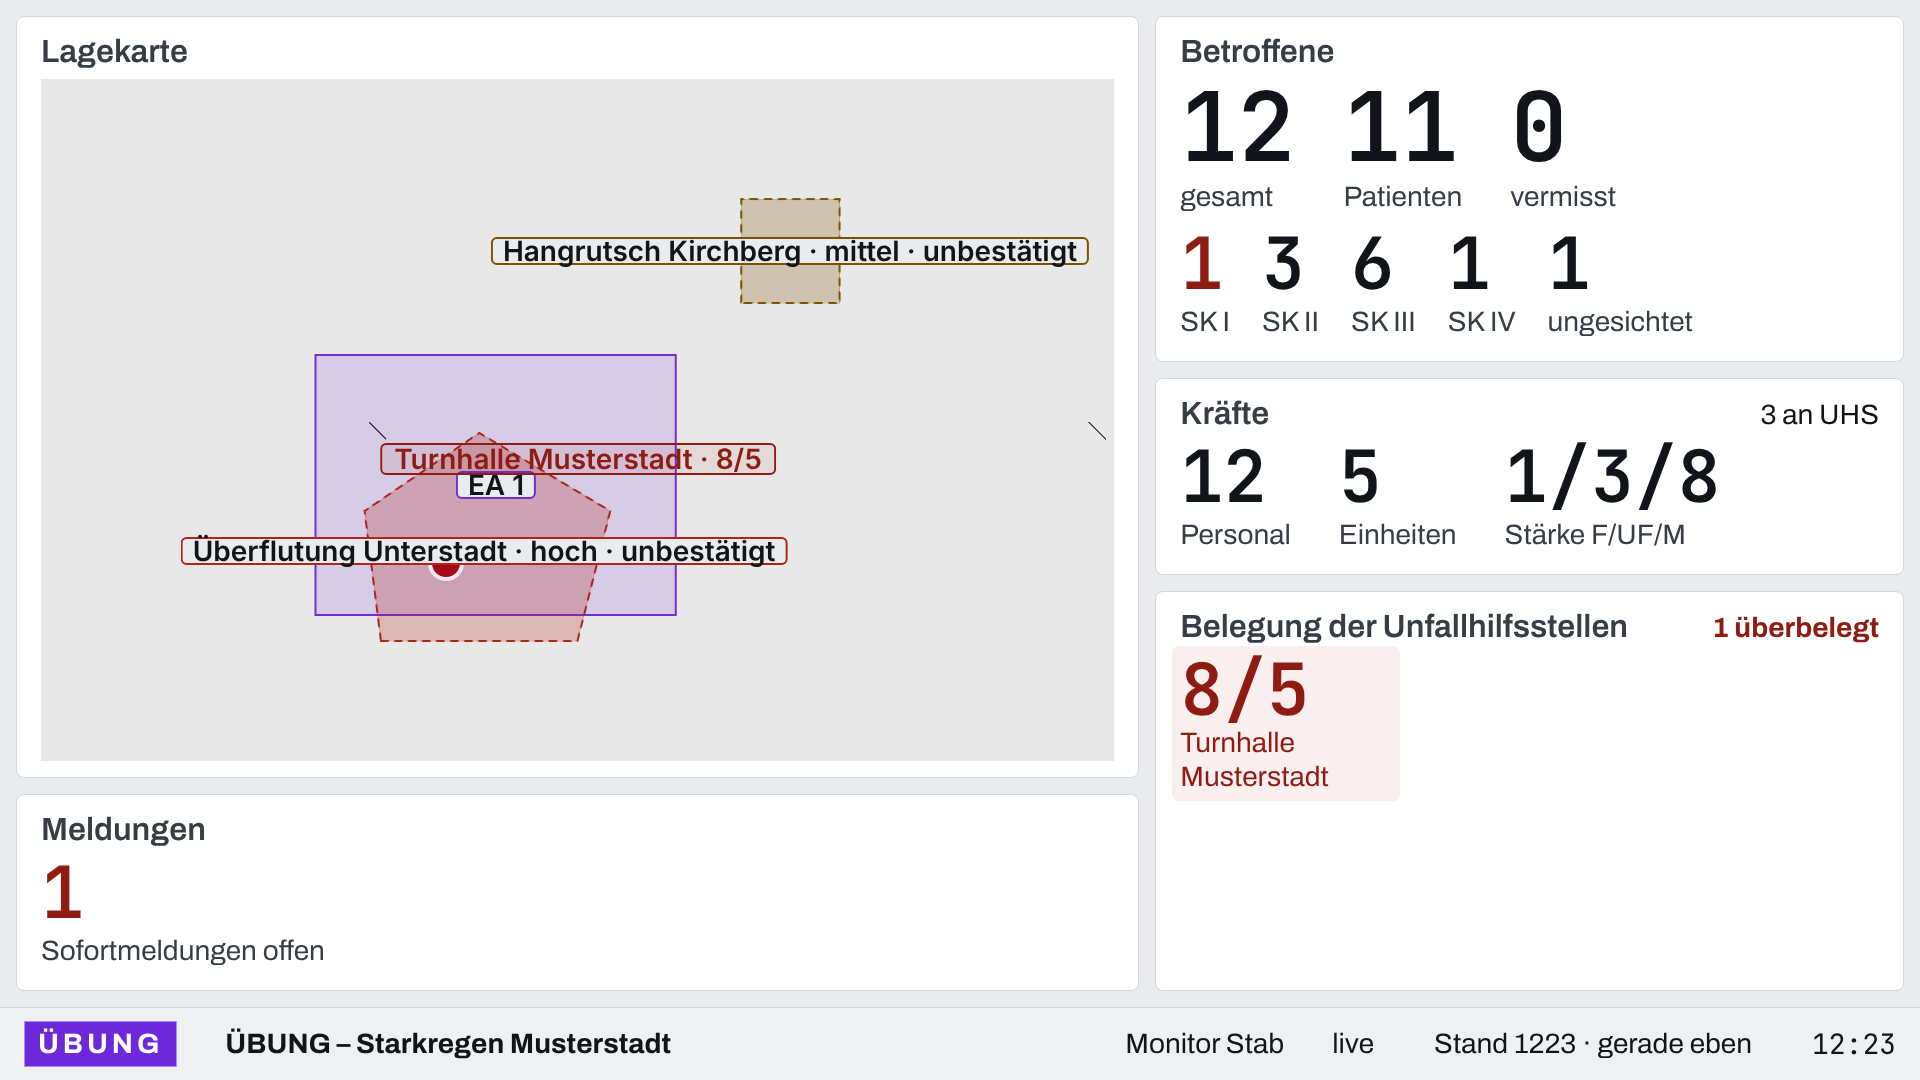 Lagekarte
Hangrutsch Kirchberg · mittel · unbestätigt
Turnhalle Musterstadt · 8/5
EA 1
Überflutung Unterstadt · hoch · unbestätigt
Meldungen
1
Sofortmeldungen offen
Betroffene
12 11 0
gesamt Patienten vermisst
1 3 6 1 1
SK I SK II SK III SK IV ungesichtet
Kräfte 3 an UHS
12 5 1/3/8
Personal Einheiten Stärke F/UF/M
Belegung der Unfallhilfsstellen 1 überbelegt
8/5
Turnhalle
Musterstadt
ÜBUNG ÜBUNG – Starkregen Musterstadt Monitor Stab live Stand 1223 · gerade eben 12:23